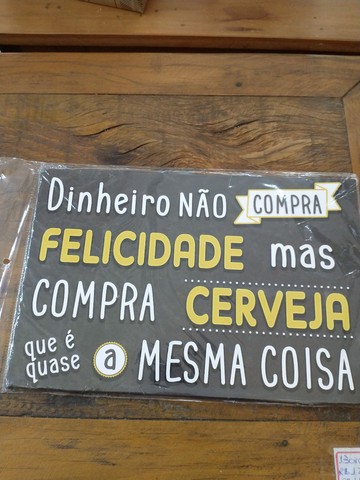 Dinheiro NÃO COMPRA
FELICIDADE mas
COMPRA CERVEJA
que é
quase a MESMA COISA